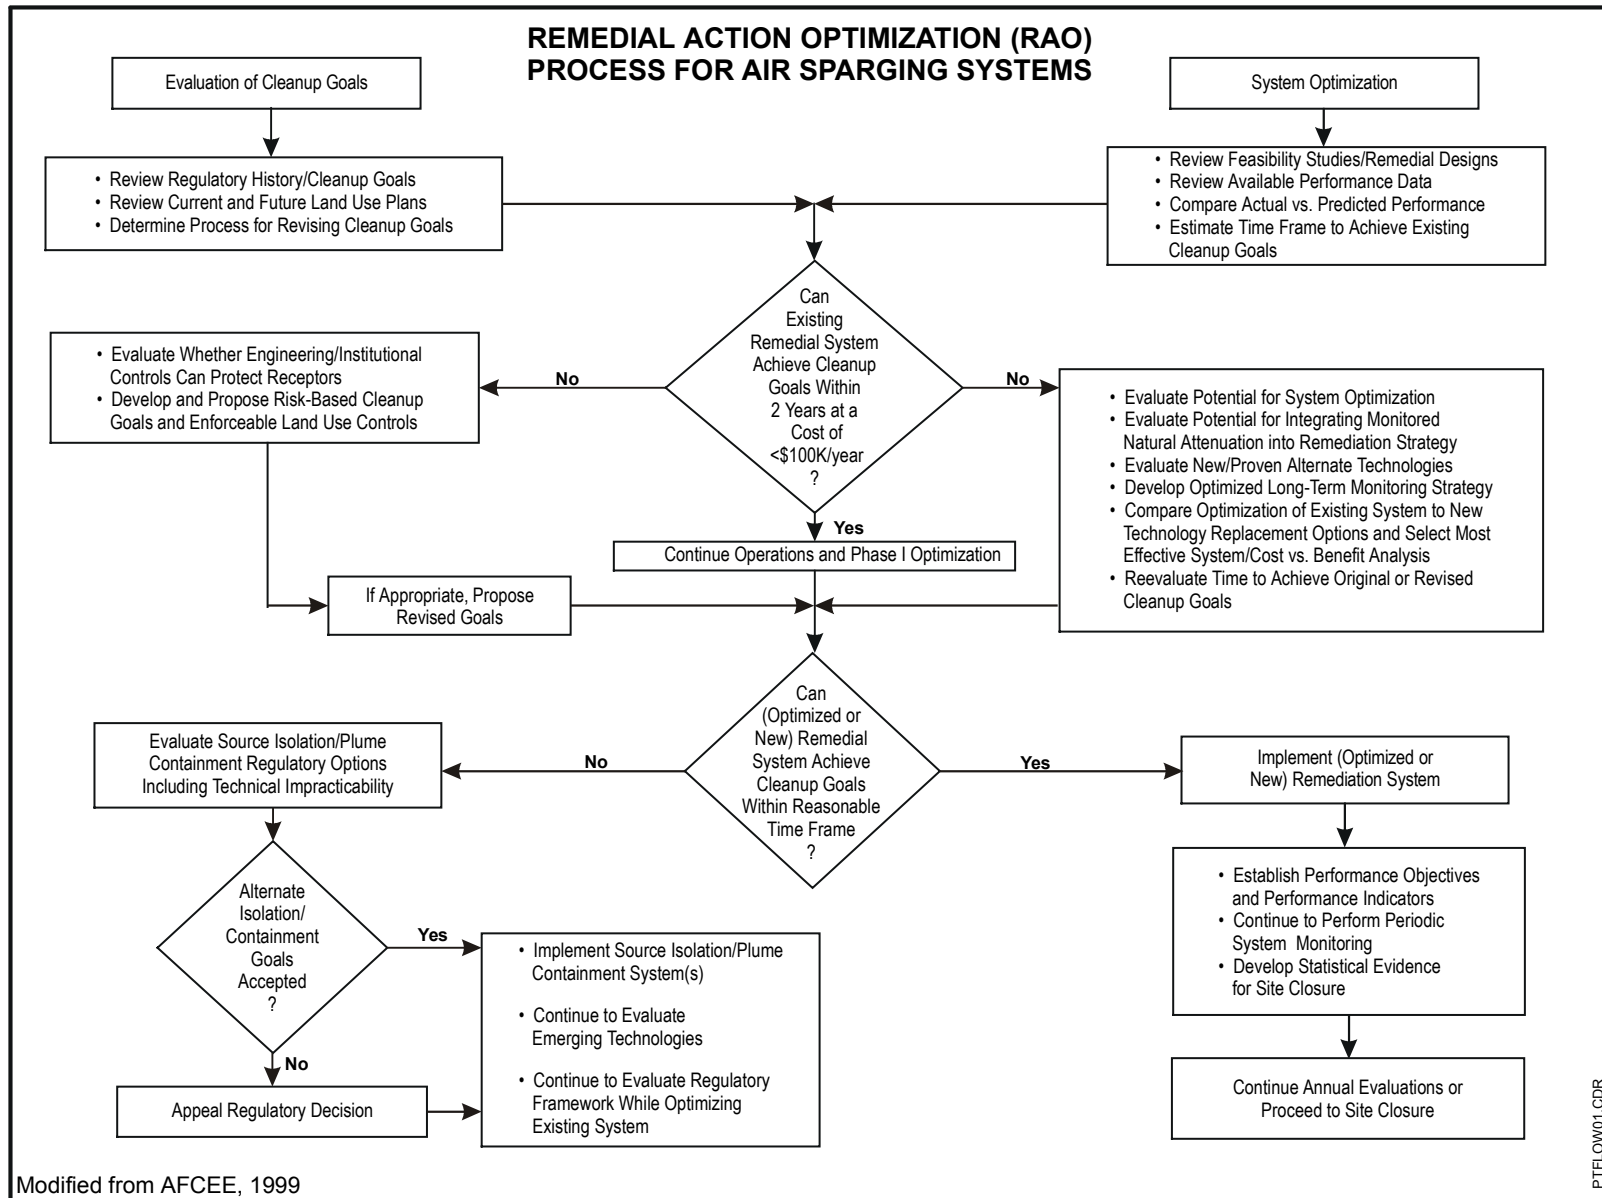 REMEDIAL ACTION OPTIMIZATION (RAO)
PROCESS FOR AIR SPARGING SYSTEMS
Evaluation of Cleanup Goals
System Optimization
• Review Regulatory History/Cleanup Goals
• Review Current and Future Land Use Plans
• Determine Process for Revising Cleanup Goals
• Review Feasibility Studies/Remedial Designs
• Review Available Performance Data
• Compare Actual vs. Predicted Performance
• Estimate Time Frame to Achieve Existing
Cleanup Goals
Can
Existing
Remedial System
Achieve Cleanup
Goals Within
2 Years at a
Cost of
<$100K/year
?
No
No
• Evaluate Whether Engineering/Institutional
Controls Can Protect Receptors
• Develop and Propose Risk-Based Cleanup
Goals and Enforceable Land Use Controls
• Evaluate Potential for System Optimization
• Evaluate Potential for Integrating Monitored
Natural Attenuation into Remediation Strategy
• Evaluate New/Proven Alternate Technologies
• Develop Optimized Long-Term Monitoring Strategy
• Compare Optimization of Existing System to New
Technology Replacement Options and Select Most
Effective System/Cost vs. Benefit Analysis
• Reevaluate Time to Achieve Original or Revised
Cleanup Goals
Yes
Continue Operations and Phase I Optimization
If Appropriate, Propose
Revised Goals
Can
(Optimized or
New) Remedial
System Achieve
Cleanup Goals
Within Reasonable
Time Frame
?
No
Yes
Evaluate Source Isolation/Plume
Containment Regulatory Options
Including Technical Impracticability
Implement (Optimized or
New) Remediation System
Alternate
Isolation/
Containment
Goals
Accepted
?
Yes
No
Appeal Regulatory Decision
• Implement Source Isolation/Plume
Containment System(s)
• Continue to Evaluate
Emerging Technologies
• Continue to Evaluate Regulatory
Framework While Optimizing
Existing System
• Establish Performance Objectives
and Performance Indicators
• Continue to Perform Periodic
System Monitoring
• Develop Statistical Evidence
for Site Closure
Continue Annual Evaluations or
Proceed to Site Closure
Modified from AFCEE, 1999
PTFLOW01.CDR